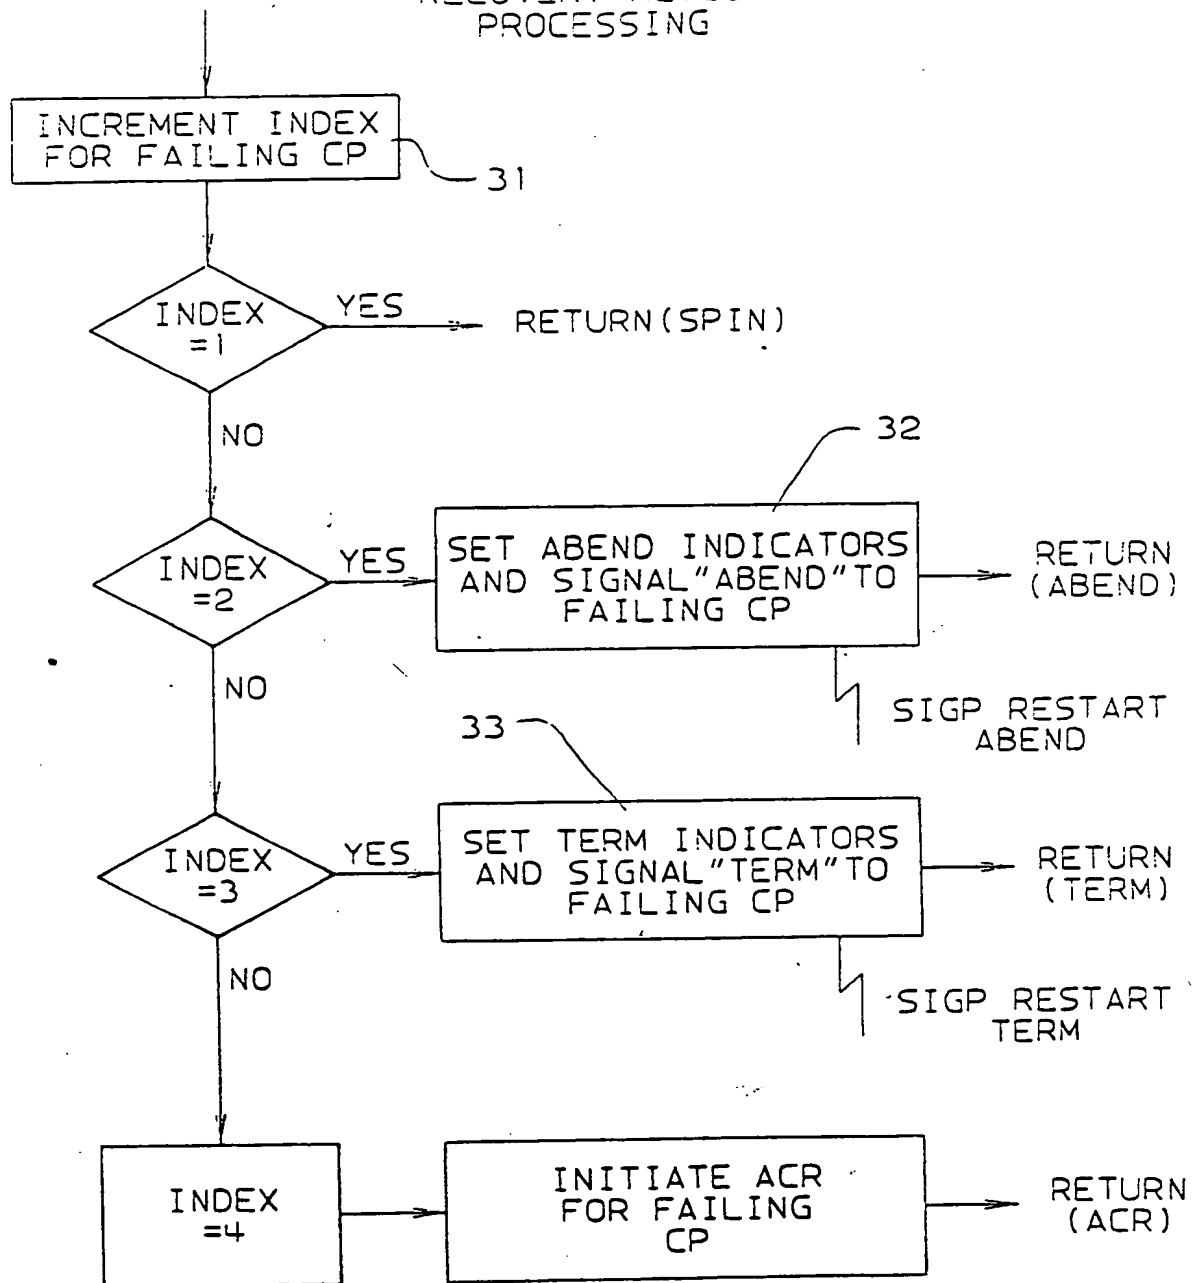 PROCESSING
INCREMENT INDEX
FOR FAILING CP
31
INDEX
=1
YES
RETURN(SPIN)
NO
32
INDEX
=2
YES
SET ABEND INDICATORS
AND SIGNAL"ABEND"TO
FAILING CP
RETURN
(ABEND)
NO
SIGP RESTART
ABEND
33
INDEX
=3
YES
SET TERM INDICATORS
AND SIGNAL"TERM"TO
FAILING CP
RETURN
(TERM)
NO
SIGP RESTART
TERM
INDEX
=4
INITIATE ACR
FOR FAILING
CP
RETURN
(ACR)